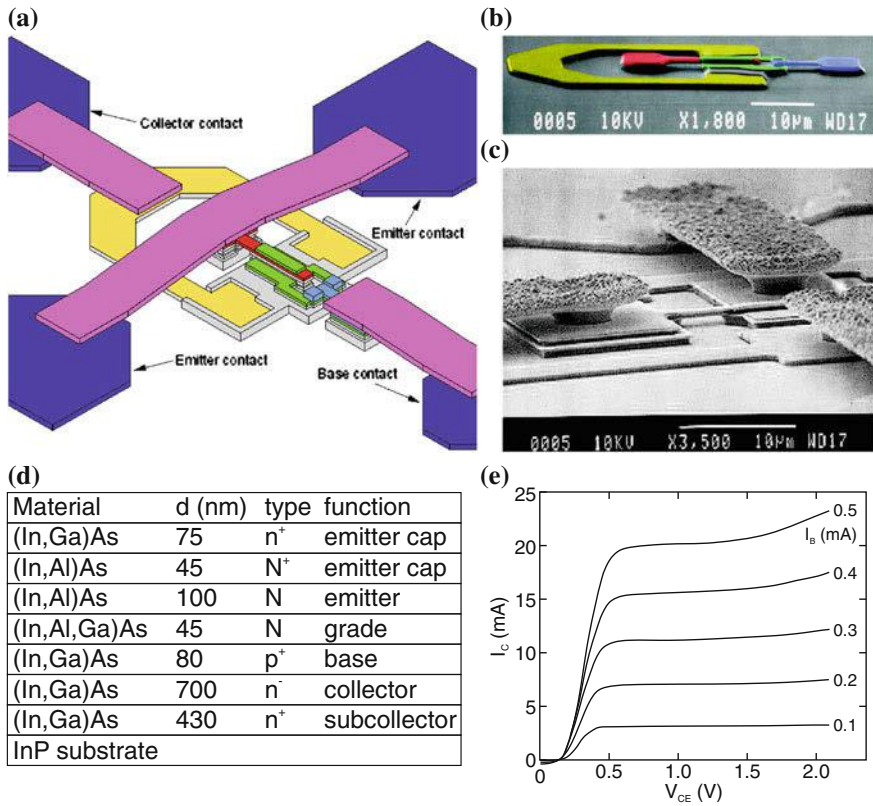 (a)
Collector contact
Emitter contact
Emitter contact
Base contact
(b)
0005 10KV X1,800 10μm WD17
(c)
0005 10KV X3,500 10μm WD17
(d)
Material d (nm) type function
(In,Ga)As 75 n⁺ emitter cap
(In,Al)As 45 N⁺ emitter cap
(In,Al)As 100 N emitter
(In,Al,Ga)As 45 N grade
(In,Ga)As 80 p⁺ base
(In,Ga)As 700 n⁻ collector
(In,Ga)As 430 n⁺ subcollector
InP substrate
(e)
25
20
15
10
5
0
I_C (mA)
0.5
I_B (mA)
0.4
0.3
0.2
0.1
0 0.5 1.0 1.5 2.0
V_CE (V)